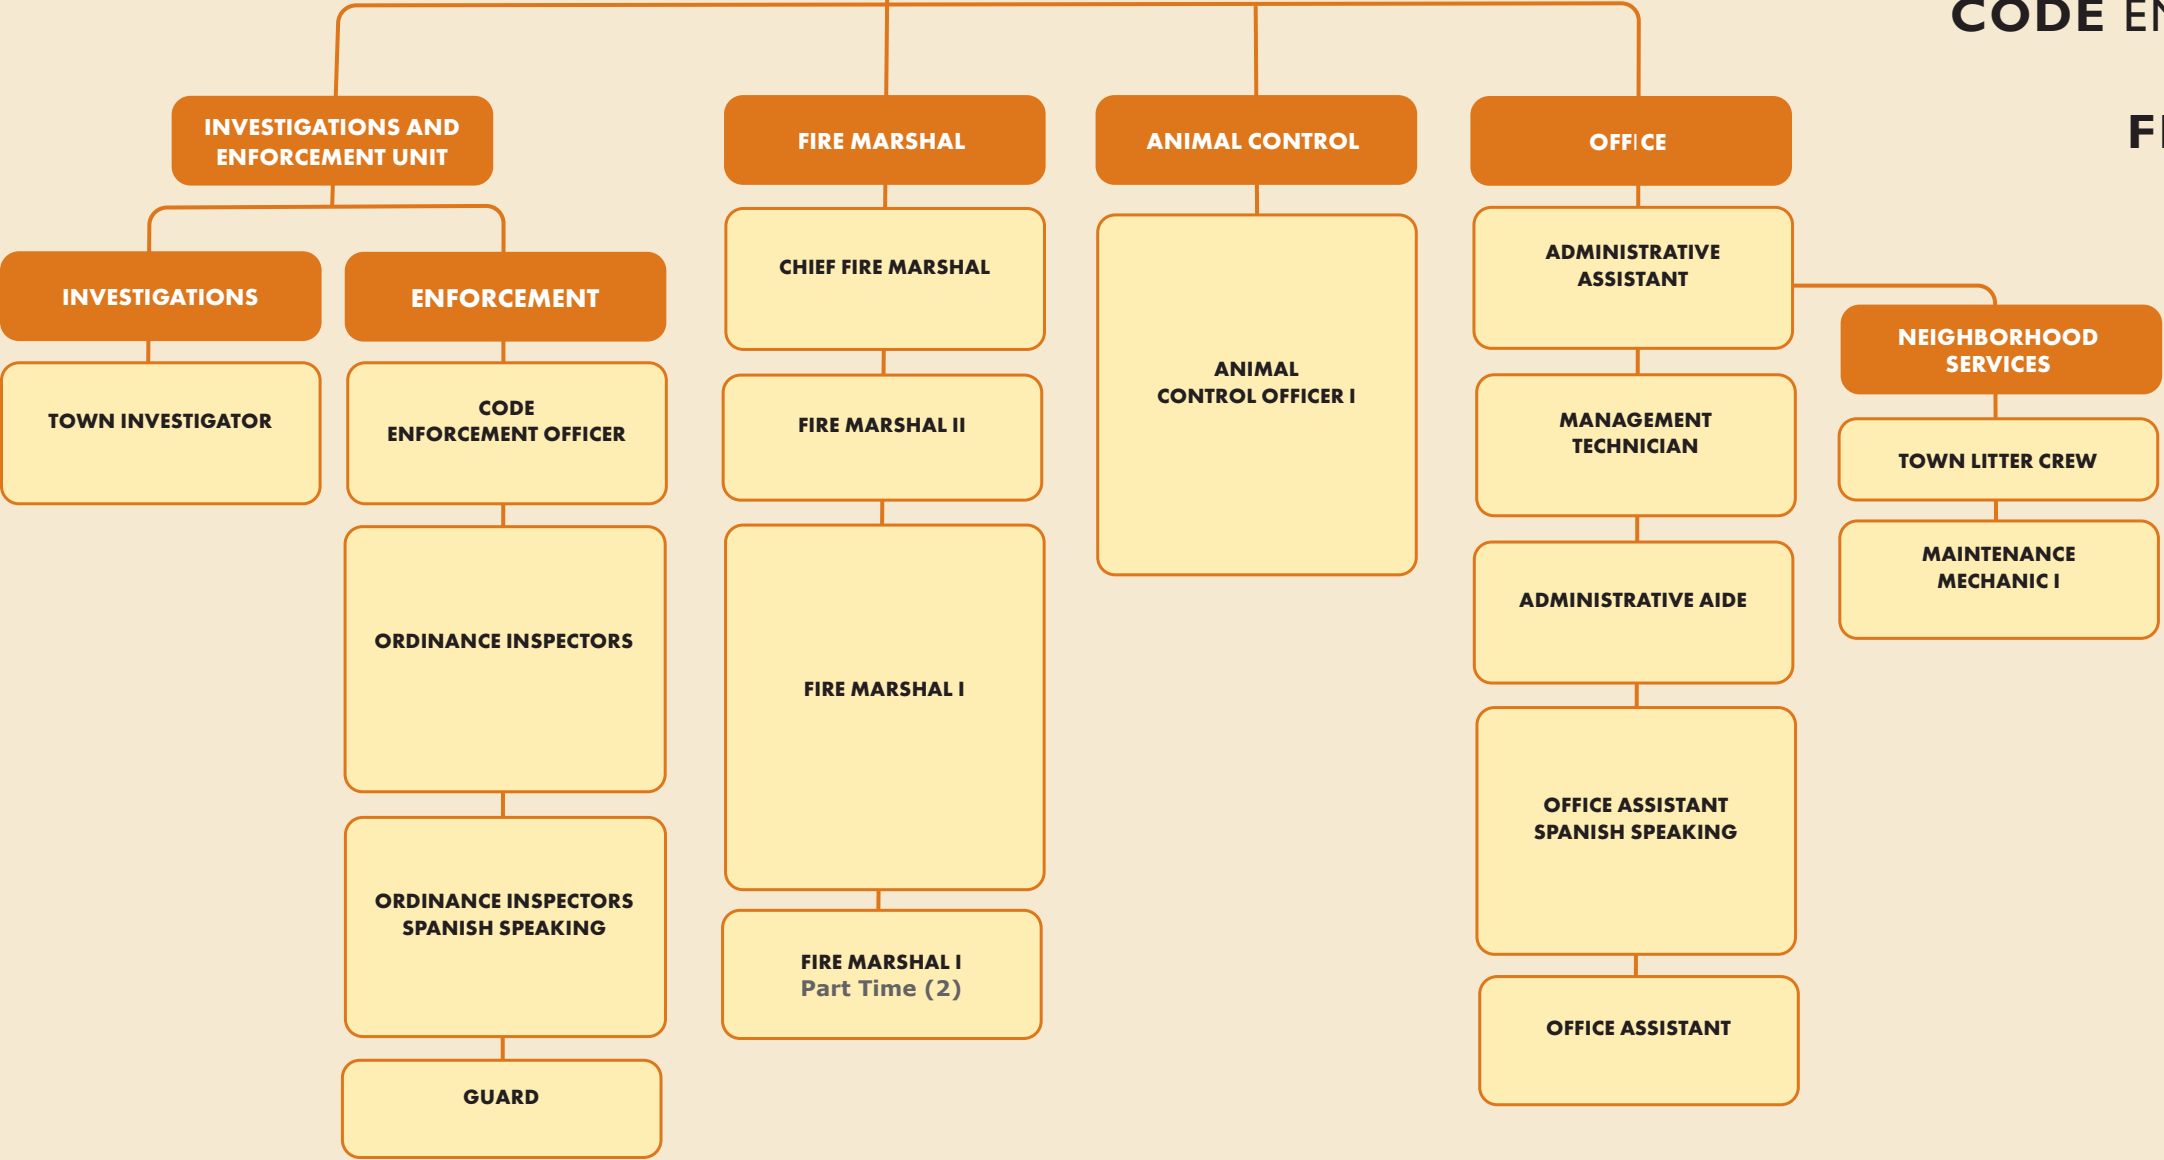 CODE
INVESTIGATIONS AND
ENFORCEMENT UNIT
FIRE MARSHAL
ANIMAL CONTROL
OFFICE
INVESTIGATIONS
ENFORCEMENT
TOWN INVESTIGATOR
CODE
ENFORCEMENT OFFICER
ORDINANCE INSPECTORS
ORDINANCE INSPECTORS
SPANISH SPEAKING
GUARD
CHIEF FIRE MARSHAL
FIRE MARSHAL II
FIRE MARSHAL I
FIRE MARSHAL I
Part Time (2)
ANIMAL
CONTROL OFFICER I
ADMINISTRATIVE
ASSISTANT
MANAGEMENT
TECHNICIAN
ADMINISTRATIVE AIDE
OFFICE ASSISTANT
SPANISH SPEAKING
OFFICE ASSISTANT
NEIGHBORHOOD
SERVICES
TOWN LITTER CREW
MAINTENANCE
MECHANIC I